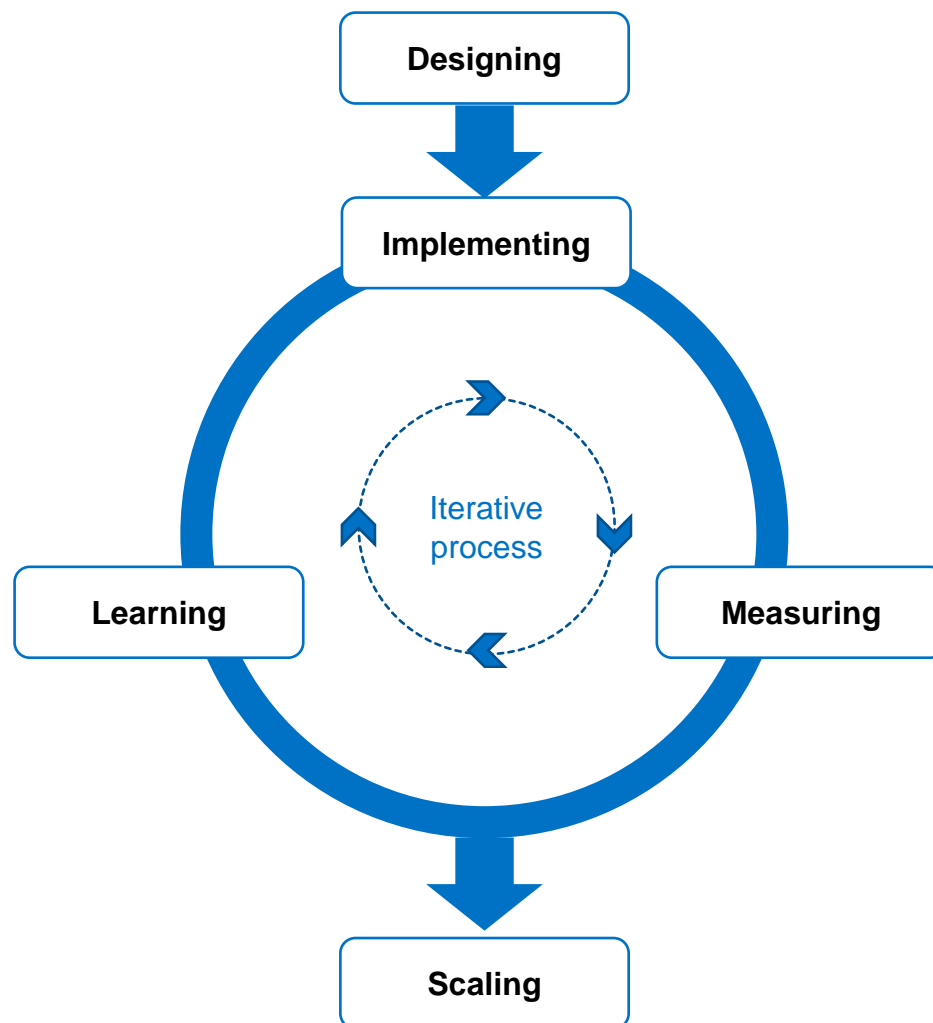 Designing
Implementing
Iterative
process
Learning
Measuring
Scaling